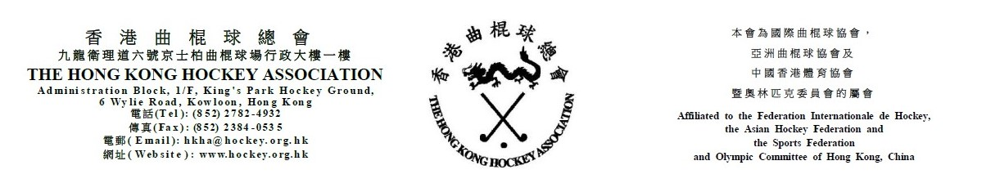 香港曲棍球總會
九龍衛理道六號京士柏曲棍球場行政大樓一樓
THE HONG KONG HOCKEY ASSOCIATION
Administration Block, 1/F, King's Park Hockey Ground,
6 Wylie Road, Kowloon, Hong Kong
電話(Tel): (852) 2782-4932
傳真(Fax): (852) 2384-0535
電郵(Email): hkha@hockey.org.hk
網址(Website): www.hockey.org.hk
香港曲棍球總會
THE HONG KONG HOCKEY ASSOCIATION
本會為國際曲棍球協會，
亞洲曲棍球協會及
中國香港體育協會
暨奧林匹克委員會的屬會
Affiliated to the Federation Internationale de Hockey,
the Asian Hockey Federation and
the Sports Federation
and Olympic Committee of Hong Kong, China